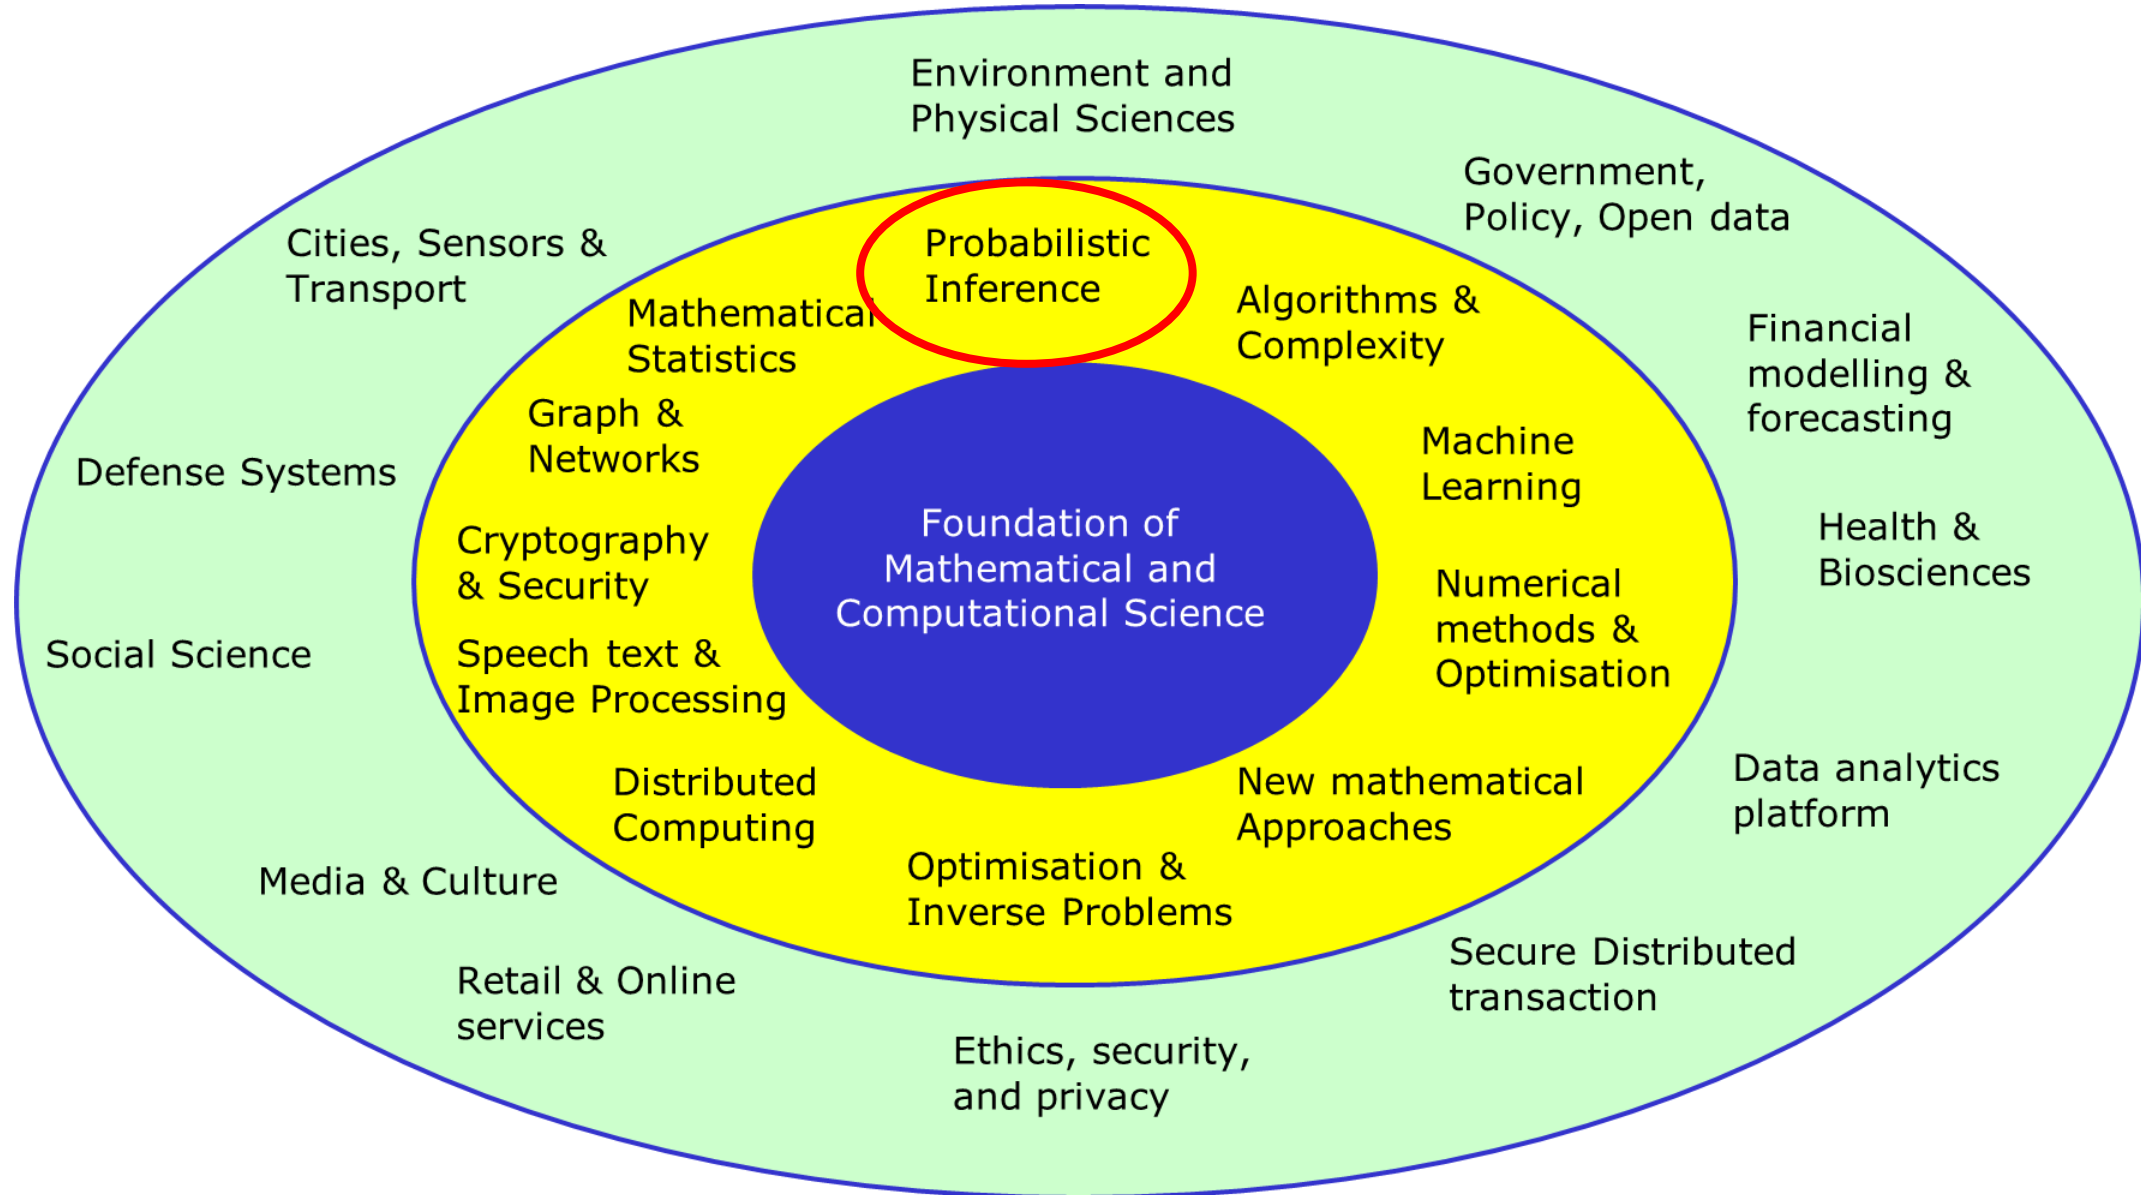 Environment and
Physical Sciences
Government,
Policy, Open data
Cities, Sensors &
Transport
Probabilistic
Inference
Mathematical
Statistics
Algorithms &
Complexity
Financial
modelling &
forecasting
Graph &
Networks
Machine
Learning
Defense Systems
Cryptography
& Security
Foundation of
Mathematical and
Computational Science
Numerical
methods &
Optimisation
Health &
Biosciences
Social Science
Speech text &
Image Processing
Distributed
Computing
New mathematical
Approaches
Data analytics
platform
Media & Culture
Optimisation &
Inverse Problems
Retail & Online
services
Secure Distributed
transaction
Ethics, security,
and privacy